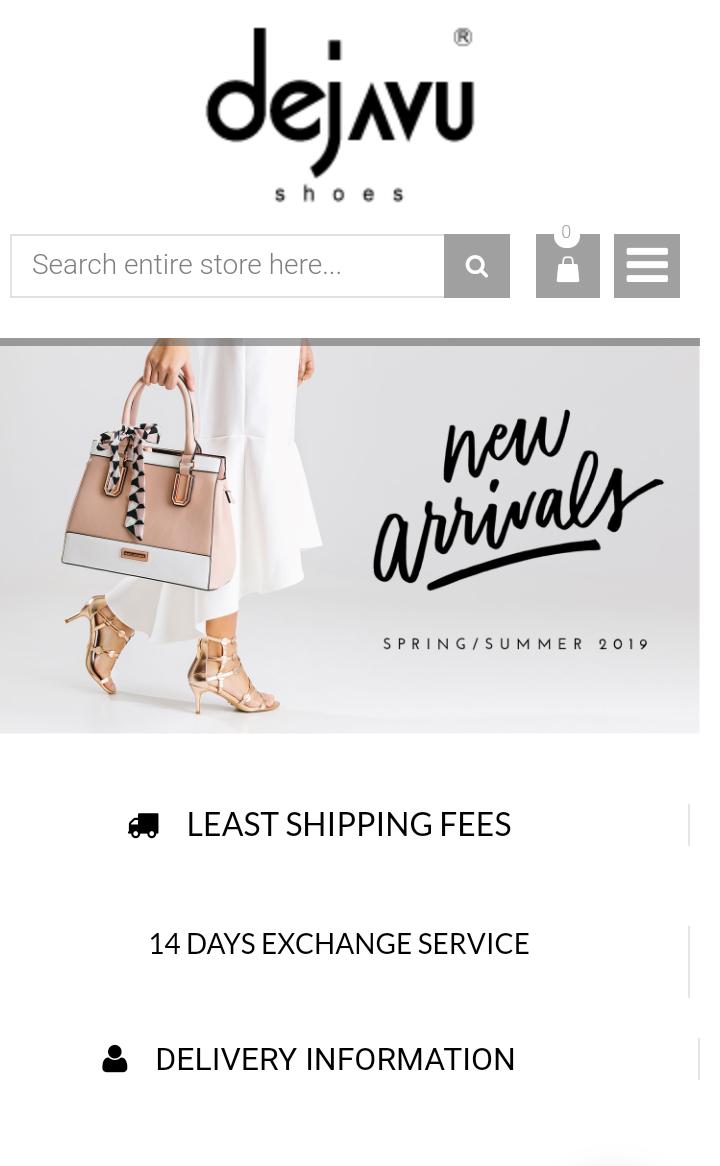 dejavu®
shoes
Search entire store here...
0
new
arrivals
SPRING/SUMMER 2019
LEAST SHIPPING FEES
14 DAYS EXCHANGE SERVICE
DELIVERY INFORMATION